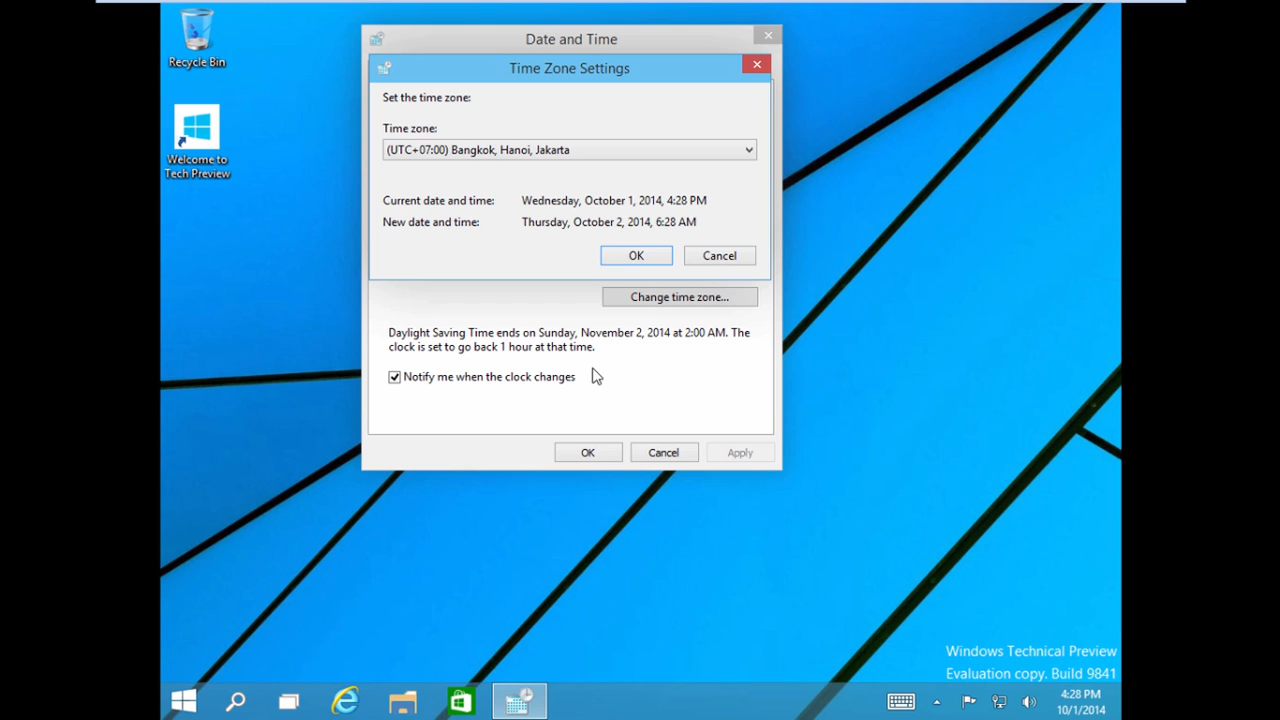 Recycle Bin
Welcome to
Tech Preview
Date and Time
Time Zone Settings
Set the time zone:
Time zone:
(UTC+07:00) Bangkok, Hanoi, Jakarta
Current date and time: Wednesday, October 1, 2014, 4:28 PM
New date and time: Thursday, October 2, 2014, 6:28 AM
OK Cancel
Change time zone...
Daylight Saving Time ends on Sunday, November 2, 2014 at 2:00 AM. The
clock is set to go back 1 hour at that time.
Notify me when the clock changes
OK Cancel Apply
Windows Technical Preview
Evaluation copy. Build 9841
4:28 PM
10/1/2014